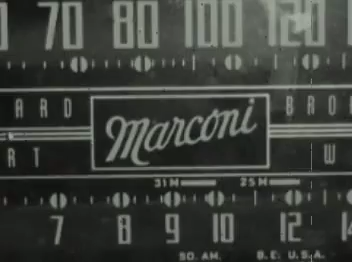 70 80 100 120
ARD Marconi BRO
RT W
31M 25M
7 8 9 10 12
SO. AM. B.E. U.S.A.